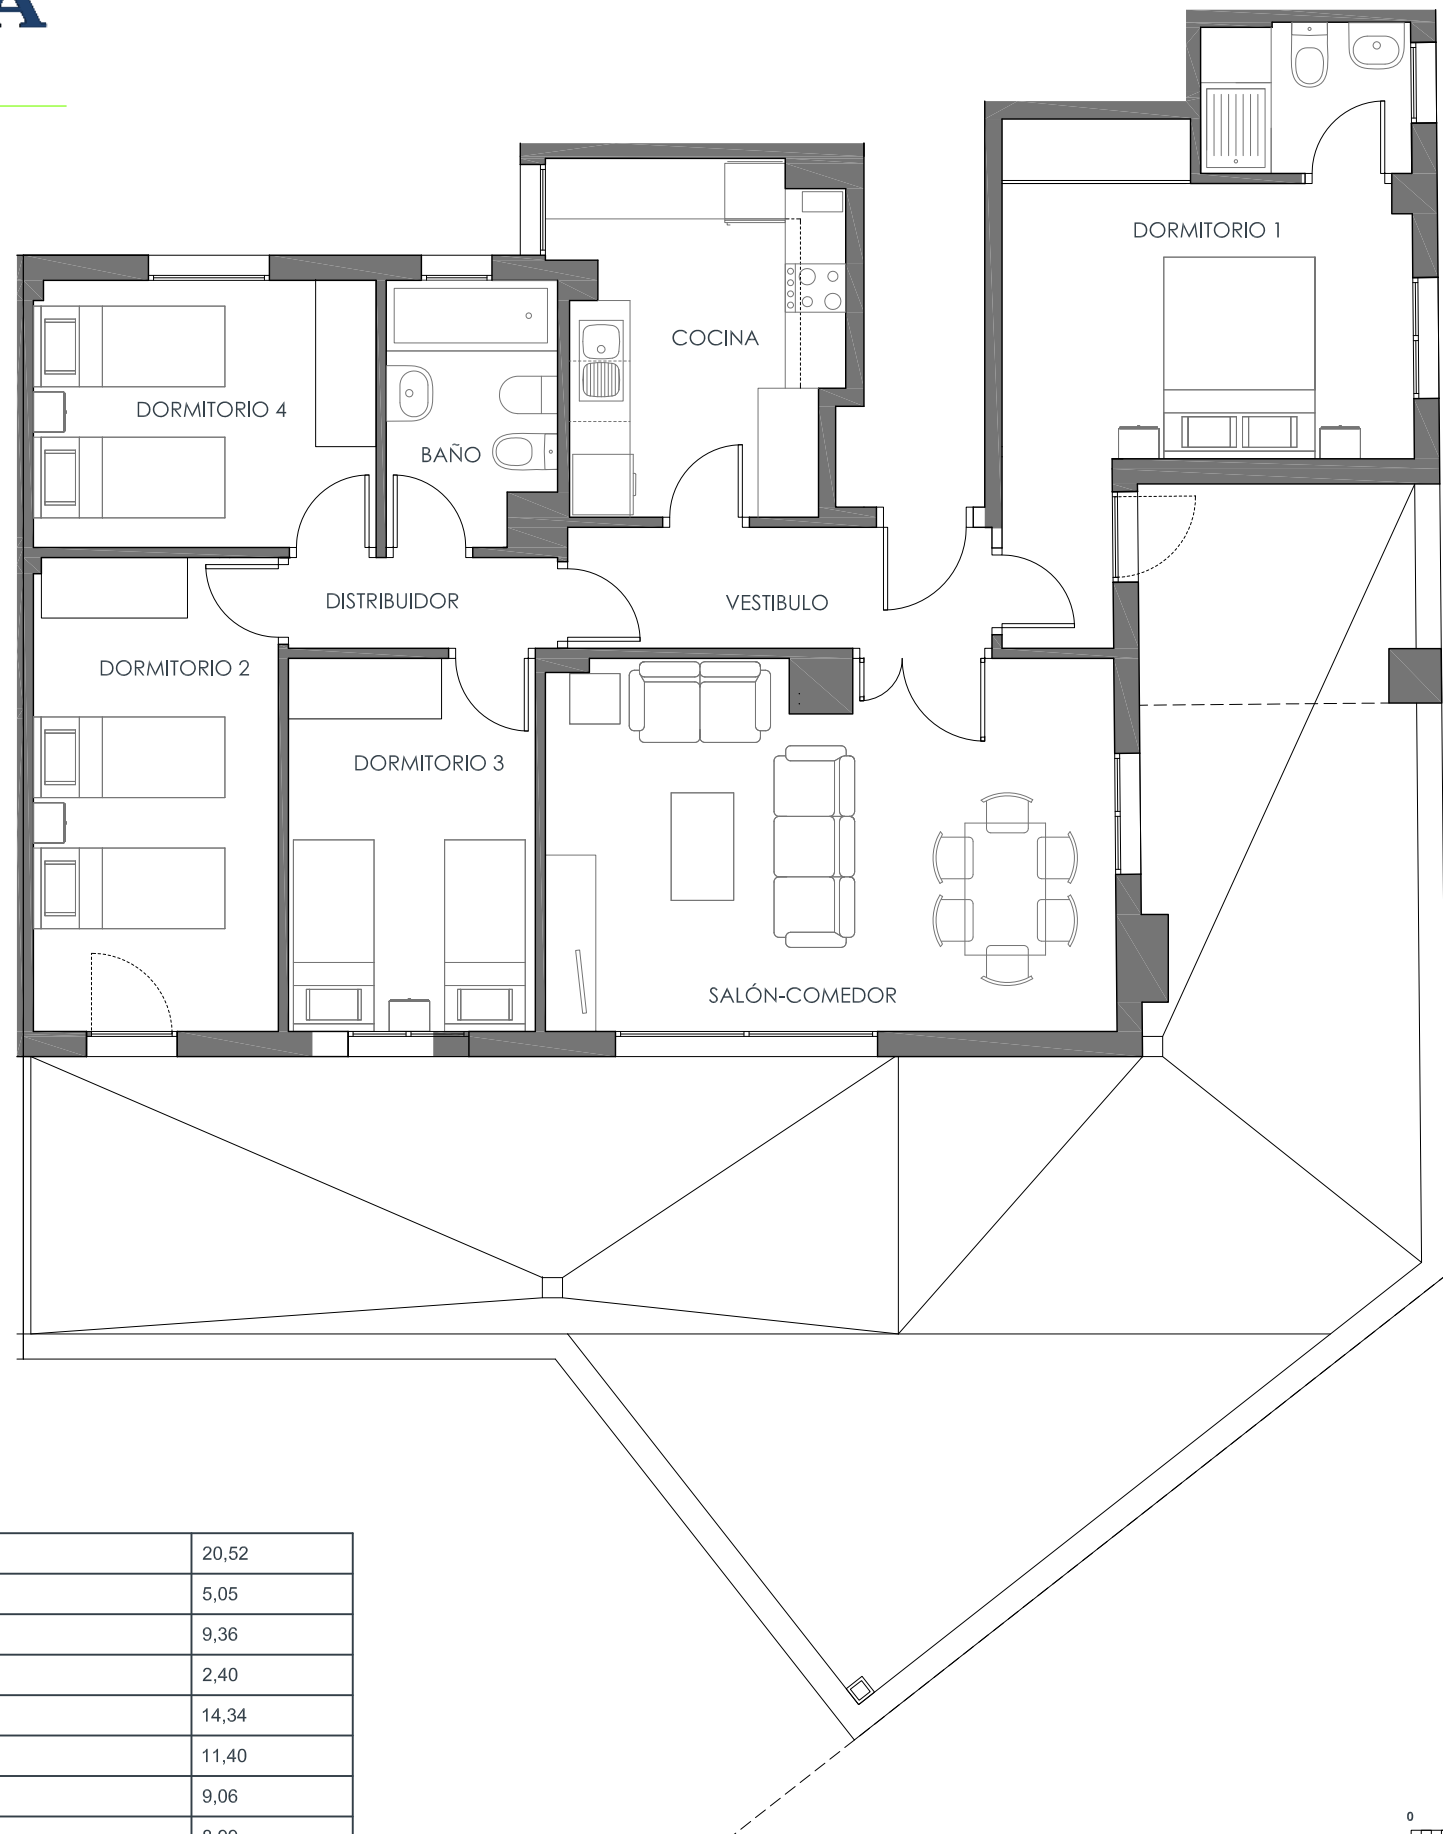 A
DORMITORIO 1
COCINA
DORMITORIO 4
BAÑO
DISTRIBUIDOR
VESTIBULO
DORMITORIO 2
DORMITORIO 3
SALÓN-COMEDOR
20,52
5,05
9,36
2,40
14,34
11,40
9,06
0